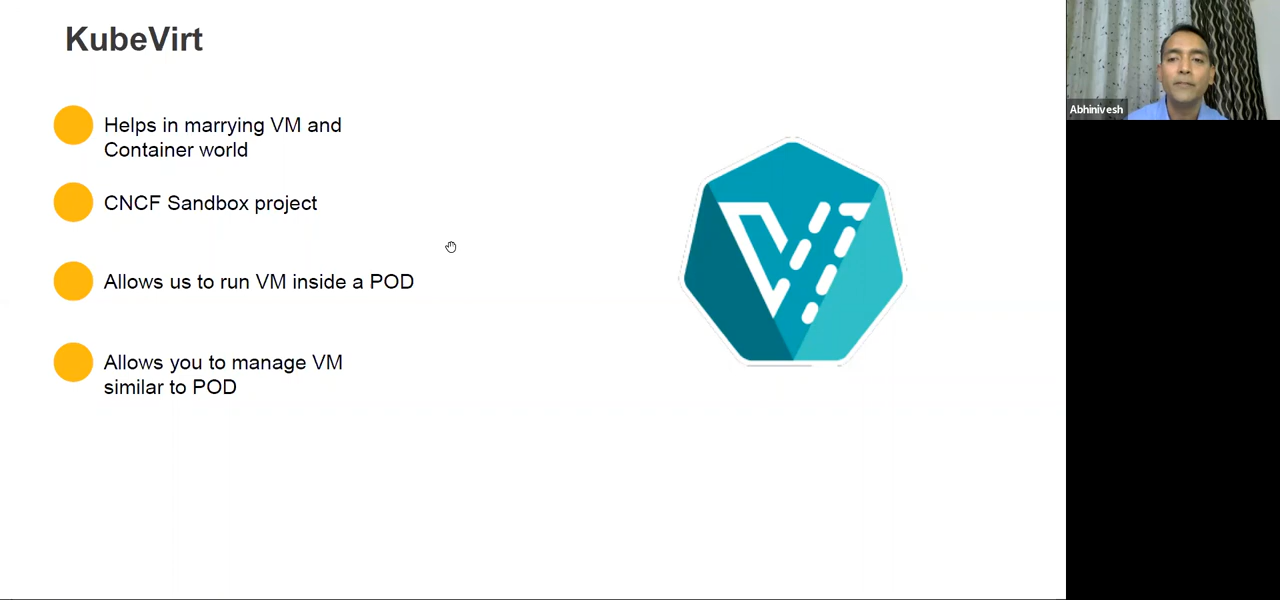 KubeVirt
Helps in marrying VM and
Container world
CNCF Sandbox project
Allows us to run VM inside a POD
Allows you to manage VM
similar to POD
Abhinivesh